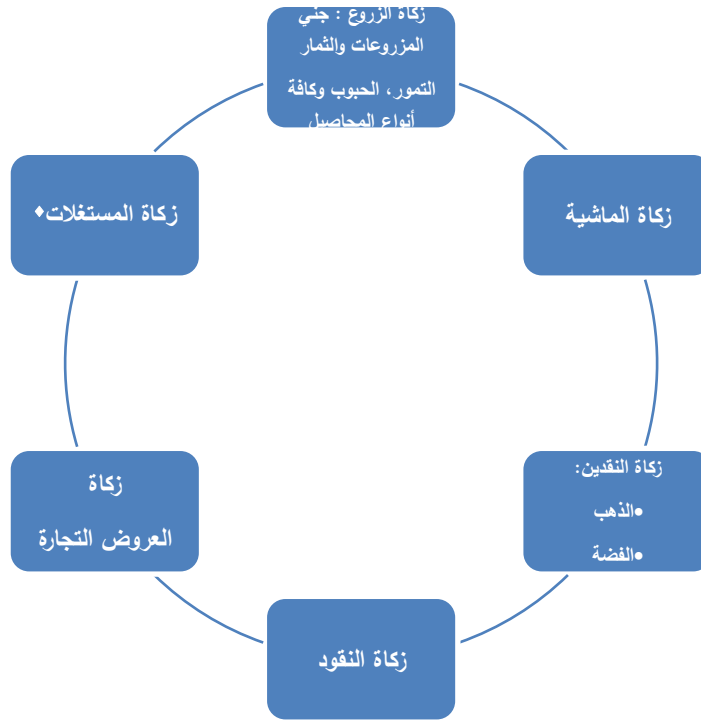 زكاة الزروع : جني
المزروعات والثمار
التمور، الحبوب وكافة
أنواع المحاصيل
زكاة الماشية
زكاة النقدين:
•الذهب
•الفضة
زكاة النقود
زكاة
العروض التجارة
زكاة المستغلات♦